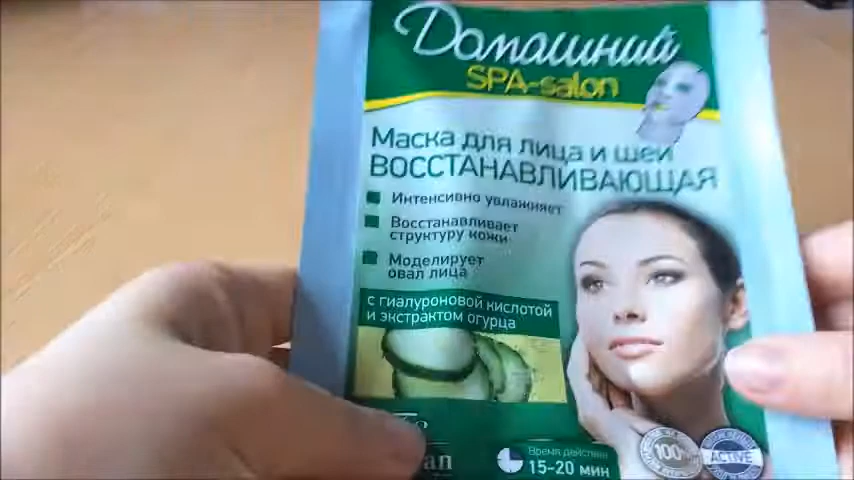 Домашний
SPA-salon
Маска для лица и шеи
ВОССТАНАВЛИВАЮЩАЯ
Интенсивно увлажняет
Восстанавливает
структуру кожи
Моделирует
овал лица
с гиалуроновой кислотой
и экстрактом огурца
Время действия
15-20 мин
100%
ACTIVE